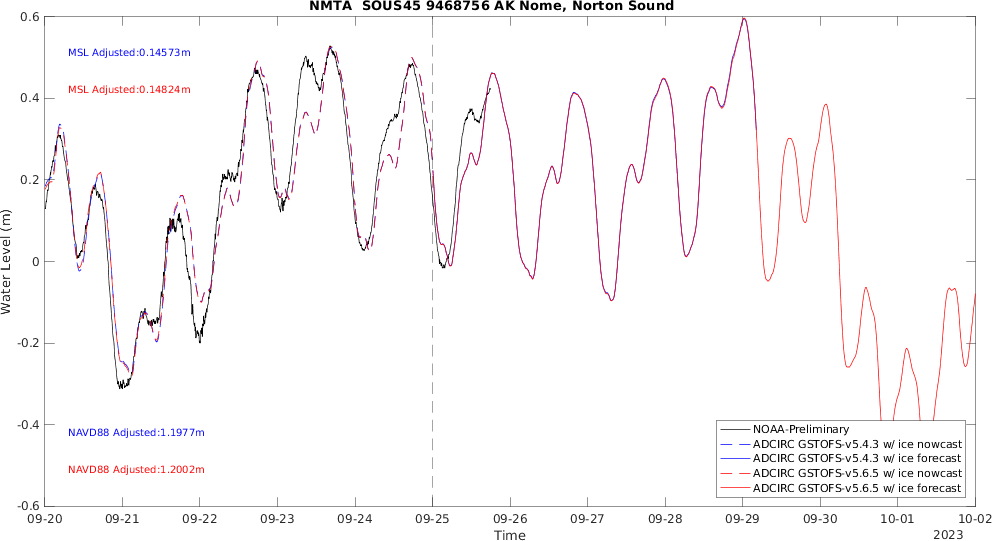 NMTA  SOUS45 9468756 AK Nome, Norton Sound
0.6
0.4
0.2
0
-0.2
-0.4
-0.6
Water Level (m)
MSL Adjusted:0.14573m
MSL Adjusted:0.14824m
NAVD88 Adjusted:1.1977m
NAVD88 Adjusted:1.2002m
NOAA-Preliminary
ADCIRC GSTOFS-v5.4.3 w/ ice nowcast
ADCIRC GSTOFS-v5.4.3 w/ ice forecast
ADCIRC GSTOFS-v5.6.5 w/ ice nowcast
ADCIRC GSTOFS-v5.6.5 w/ ice forecast
09-20 09-21 09-22 09-23 09-24 09-25 09-26 09-27 09-28 09-29 09-30 10-01 10-02
Time
2023